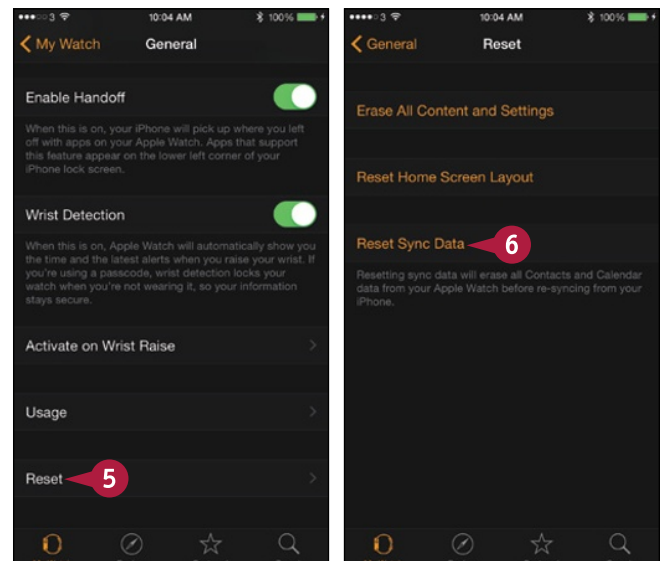 3 10:04 AM 100%
My Watch General
Enable Handoff
When this is on, your iPhone will pick up where you left
off with apps on your Apple Watch. Apps that support
this feature appear on the lower left corner of your
iPhone lock screen.
Wrist Detection
When this is on, Apple Watch will automatically show you
the time and the latest alerts when you raise your wrist. If
you're using a passcode, wrist detection locks your
watch when you're not wearing it, so your information
stays secure.
Activate on Wrist Raise
Usage
Reset 5
3 10:04 AM 100%
General Reset
Erase All Content and Settings
Reset Home Screen Layout
Reset Sync Data 6
Resetting sync data will erase all Contacts and Calendar
data from your Apple Watch before re-syncing from your
iPhone.